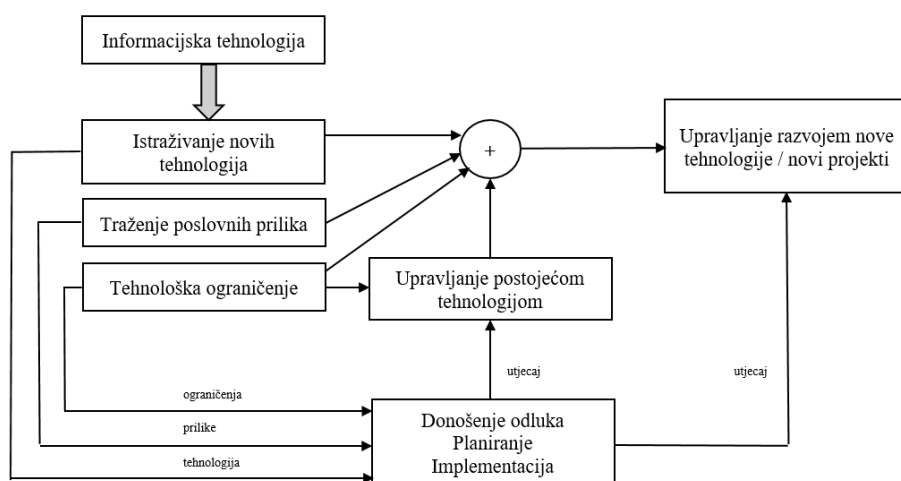 Informacijska tehnologija
Istraživanje novih
tehnologija
+
Upravljanje razvojem nove
tehnologije / novi projekti
Traženje poslovnih prilika
Tehnološka ograničenje
Upravljanje postojećom
tehnologijom
utjecaj
utjecaj
ograničenja
prilike
tehnologija
Donošenje odluka
Planiranje
Implementacija